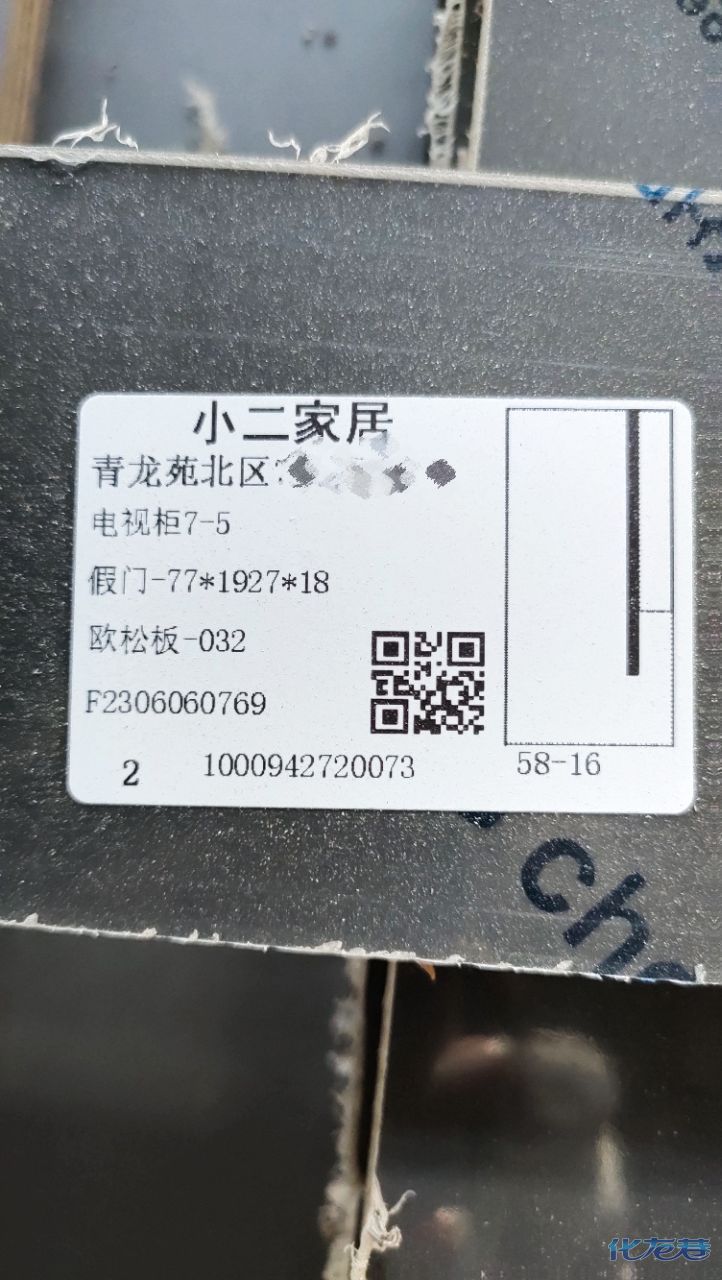 小二家居
青龙苑北区
电视柜7-5
假门-77*1927*18
欧松板-032
F2306060769
2 1000942720073 58-16
cho
化龙巷